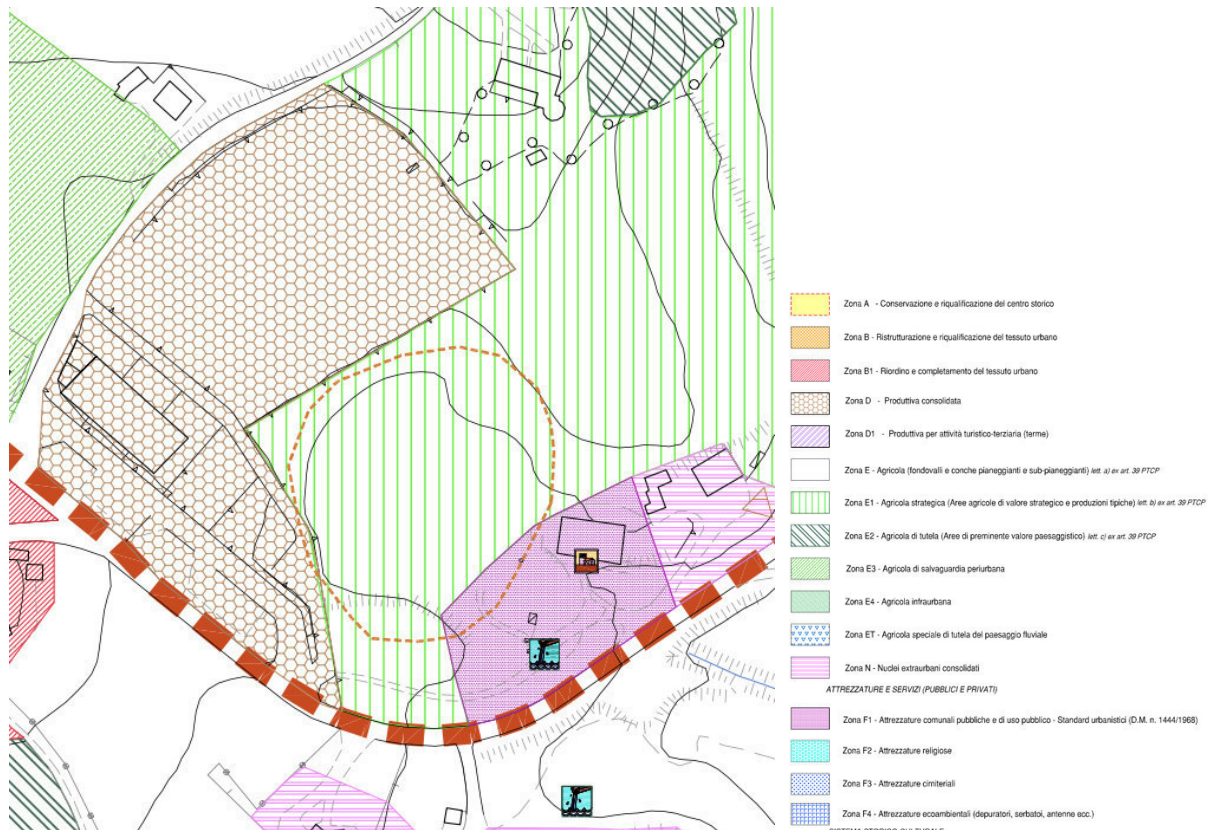 Zona A - Conservazione e riqualificazione del centro storico
Zona B - Ristrutturazione e riqualificazione del tessuto urbano
Zona B1 - Riordino e completamento del tessuto urbano
Zona D - Produttiva consolidata
Zona D1 - Produttiva per attività turistico-terziaria (terme)
Zona E - Agricola (fondovalli e conche pianeggianti e sub-pianeggianti) lett. a) ex art. 39 PTCP
Zona E1 - Agricola strategica (Aree agricole di valore strategico e produzioni tipiche) lett. b) ex art. 39 PTCP
Zona E2 - Agricola di tutela (Aree di preminente valore paesaggistico) lett. c) ex art. 39 PTCP
Zona E3 - Agricola di salvaguardia periurbana
Zona E4 - Agricola infraurbana
Zona ET - Agricola speciale di tutela del paesaggio fluviale
Zona N - Nuclei extraurbani consolidati
ATTREZZATURE E SERVIZI (PUBBLICI E PRIVATI)
Zona F1 - Attrezzature comunali pubbliche e di uso pubblico - Standard urbanistici (D.M. n. 1444/1968)
Zona F2 - Attrezzature religiose
Zona F3 - Attrezzature cimiteriali
Zona F4 - Attrezzature ecoambientali (depuratori, serbatoi, antenne ecc.)
SISTEMA STORICO CULTURALE